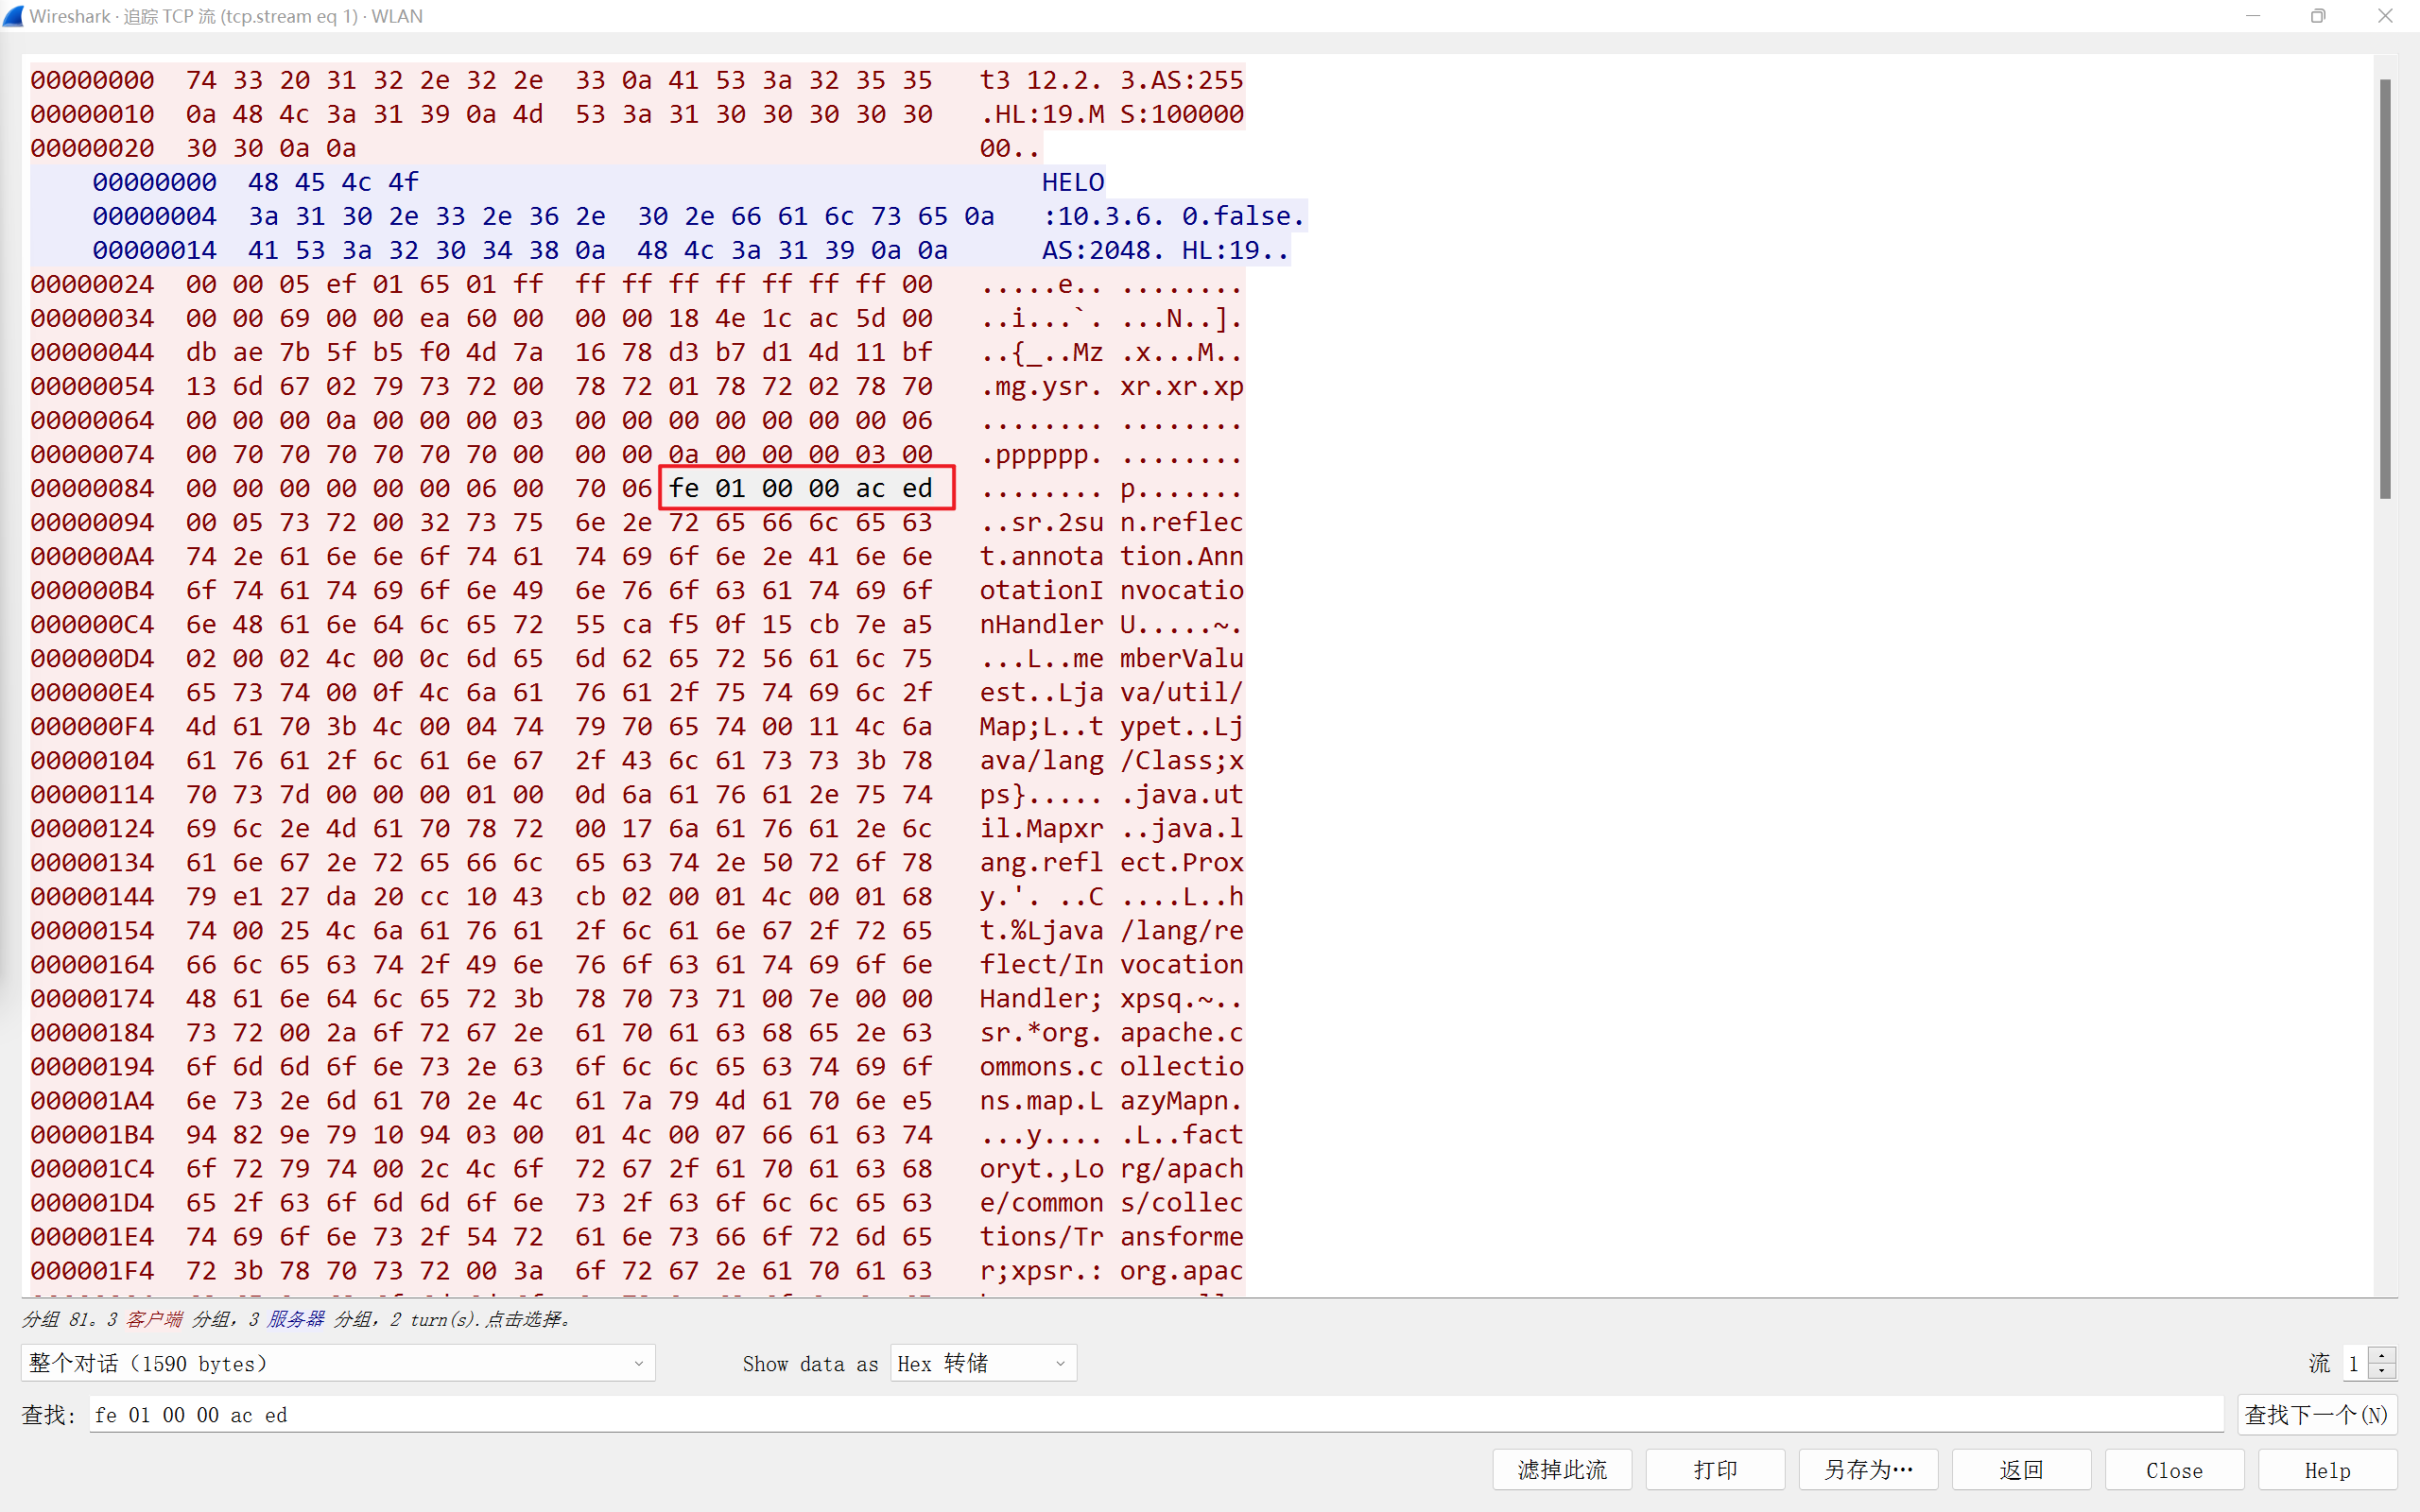 Wireshark · 追踪 TCP 流 (tcp.stream eq 1) · WLAN
00000000 74 33 20 31 32 2e 32 2e 33 0a 41 53 3a 32 35 35 t3 12.2. 3.AS:255
00000010 0a 48 4c 3a 31 39 0a 4d 53 3a 31 30 30 30 30 30 .HL:19.M S:100000
00000020 30 30 0a 0a 00..
00000000 48 45 4c 4f HELO
00000004 3a 31 30 2e 33 2e 36 2e 30 2e 66 61 6c 73 65 0a :10.3.6. 0.false.
00000014 41 53 3a 32 30 34 38 0a 48 4c 3a 31 39 0a 0a AS:2048. HL:19..
00000024 00 00 05 ef 01 65 01 ff ff ff ff ff ff ff ff 00 .....e.. ........
00000034 00 00 69 00 00 ea 60 00 00 00 18 4e 1c ac 5d 00 ..i...`. ...N..].
00000044 db ae 7b 5f b5 f0 4d 7a 16 78 d3 b7 d1 4d 11 bf ..{_..Mz .x...M..
00000054 13 6d 67 02 79 73 72 00 78 72 01 78 72 02 78 70 .mg.ysr. xr.xr.xp
00000064 00 00 00 0a 00 00 00 03 00 00 00 00 00 00 00 06 ........ ........
00000074 00 70 70 70 70 70 70 00 00 00 0a 00 00 00 03 00 .pppppp. ........
00000084 00 00 00 00 00 00 06 00 70 06 fe 01 00 00 ac ed ........ p.......
00000094 00 05 73 72 00 32 73 75 6e 2e 72 65 66 6c 65 63 ..sr.2su n.reflec
000000A4 74 2e 61 6e 6e 6f 74 61 74 69 6f 6e 2e 41 6e 6e t.annota tion.Ann
000000B4 6f 74 61 74 69 6f 6e 49 6e 76 6f 63 61 74 69 6f otationI nvocatio
000000C4 6e 48 61 6e 64 6c 65 72 55 ca f5 0f 15 cb 7e a5 nHandler U.....~.
000000D4 02 00 02 4c 00 0c 6d 65 6d 62 65 72 56 61 6c 75 ...L..me mberValu
000000E4 65 73 74 00 0f 4c 6a 61 76 61 2f 75 74 69 6c 2f est..Lja va/util/
000000F4 4d 61 70 3b 4c 00 04 74 79 70 65 74 00 11 4c 6a Map;L..t ypet..Lj
00000104 61 76 61 2f 6c 61 6e 67 2f 43 6c 61 73 73 3b 78 ava/lang /Class;x
00000114 70 73 7d 00 00 00 01 00 0d 6a 61 76 61 2e 75 74 ps}..... .java.ut
00000124 69 6c 2e 4d 61 70 78 72 00 17 6a 61 76 61 2e 6c il.Mapxr ..java.l
00000134 61 6e 67 2e 72 65 66 6c 65 63 74 2e 50 72 6f 78 ang.refl ect.Prox
00000144 79 e1 27 da 20 cc 10 43 cb 02 00 01 4c 00 01 68 y.'. ..C ....L..h
00000154 74 00 25 4c 6a 61 76 61 2f 6c 61 6e 67 2f 72 65 t.%Ljava /lang/re
00000164 66 6c 65 63 74 2f 49 6e 76 6f 63 61 74 69 6f 6e flect/In vocation
00000174 48 61 6e 64 6c 65 72 3b 78 70 73 71 00 7e 00 00 Handler; xpsq.~..
00000184 73 72 00 2a 6f 72 67 2e 61 70 61 63 68 65 2e 63 sr.*org. apache.c
00000194 6f 6d 6d 6f 6e 73 2e 63 6f 6c 6c 65 63 74 69 6f ommons.c ollectio
000001A4 6e 73 2e 6d 61 70 2e 4c 61 7a 79 4d 61 70 6e e5 ns.map.L azyMapn.
000001B4 94 82 9e 79 10 94 03 00 01 4c 00 07 66 61 63 74 ...y.... .L..fact
000001C4 6f 72 79 74 00 2c 4c 6f 72 67 2f 61 70 61 63 68 oryt.,Lo rg/apach
000001D4 65 2f 63 6f 6d 6d 6f 6e 73 2f 63 6f 6c 6c 65 63 e/common s/collec
000001E4 74 69 6f 6e 73 2f 54 72 61 6e 73 66 6f 72 6d 65 tions/Tr ansforme
000001F4 72 3b 78 70 73 72 00 3a 6f 72 67 2e 61 70 61 63 r;xpsr.: org.apac
分组 81。3 客户端 分组, 3 服务器 分组, 2 turn(s).点击选择。
整个对话（1590 bytes） Show data as Hex 转储 流 1
查找: fe 01 00 00 ac ed 查找下一个(N)
滤掉此流 打印 另存为… 返回 Close Help